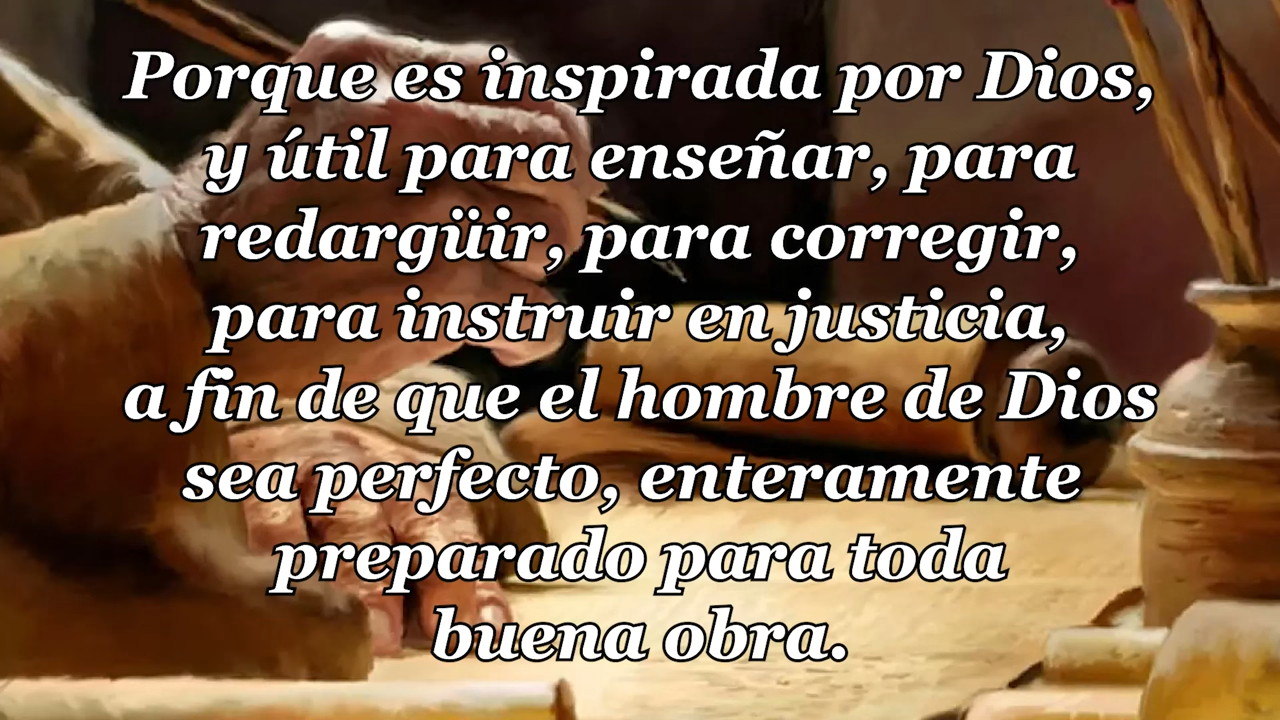 Porque es inspirada por Dios,
y útil para enseñar, para
redargüir, para corregir,
para instruir en justicia,
a fin de que el hombre de Dios
sea perfecto, enteramente
preparado para toda
buena obra.